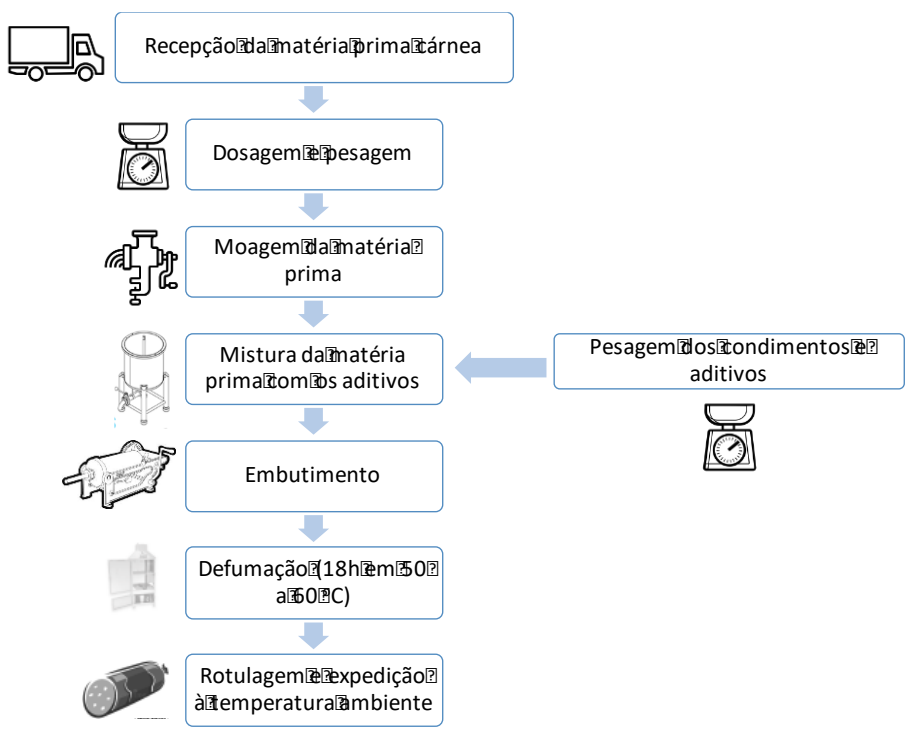 Recepção da matéria prima cárnea
Dosagem e pesagem
Moagem da matéria
prima
Mistura da matéria
prima com os aditivos
Pesagem dos condimentos e
aditivos
Embutimento
Defumação (18h em 50
a 60 ºC)
Rotulagem e expedição
à temperatura ambiente